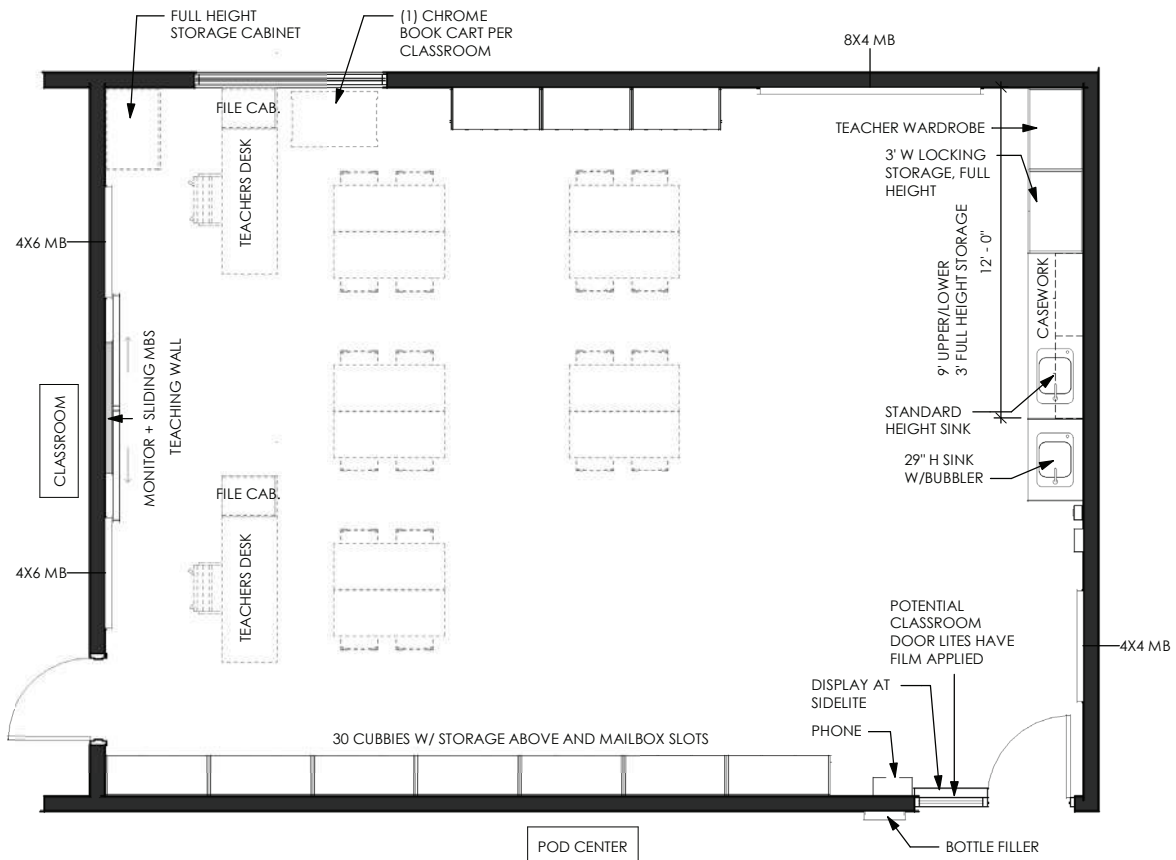 FULL HEIGHT
STORAGE CABINET
(1) CHROME
BOOK CART PER
CLASSROOM
8X4 MB
FILE CAB.
TEACHERS DESK
TEACHER WARDROBE
3' W LOCKING
STORAGE, FULL
HEIGHT
4X6 MB
9' UPPER/LOWER
3' FULL HEIGHT STORAGE
12' - 0"
CASEWORK
MONITOR + SLIDING MBS
TEACHING WALL
CLASSROOM
STANDARD
HEIGHT SINK
29" H SINK
W/BUBBLER
FILE CAB.
TEACHERS DESK
4X6 MB
POTENTIAL
CLASSROOM
DOOR LITES HAVE
FILM APPLIED
4X4 MB
DISPLAY AT
SIDELITE
PHONE
30 CUBBIES W/ STORAGE ABOVE AND MAILBOX SLOTS
POD CENTER
BOTTLE FILLER